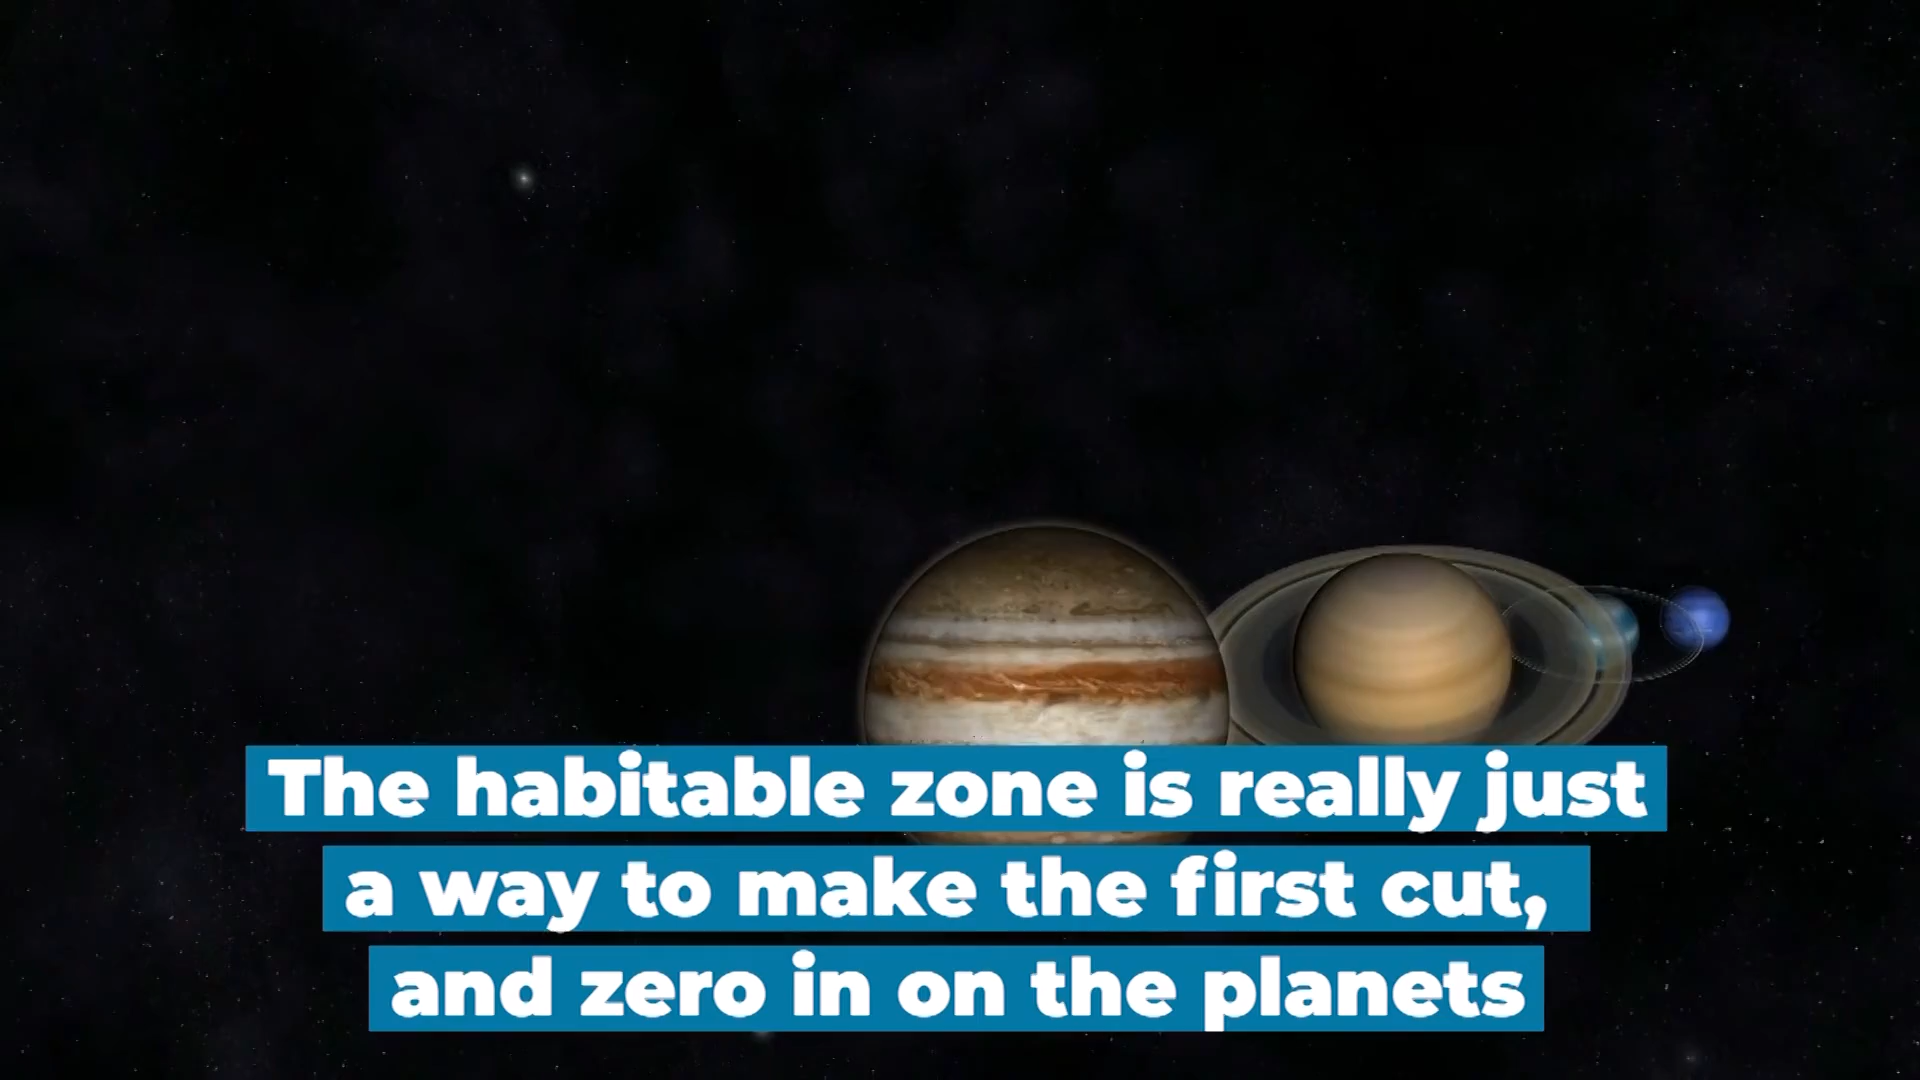 The habitable zone is really just
a way to make the first cut,
and zero in on the planets